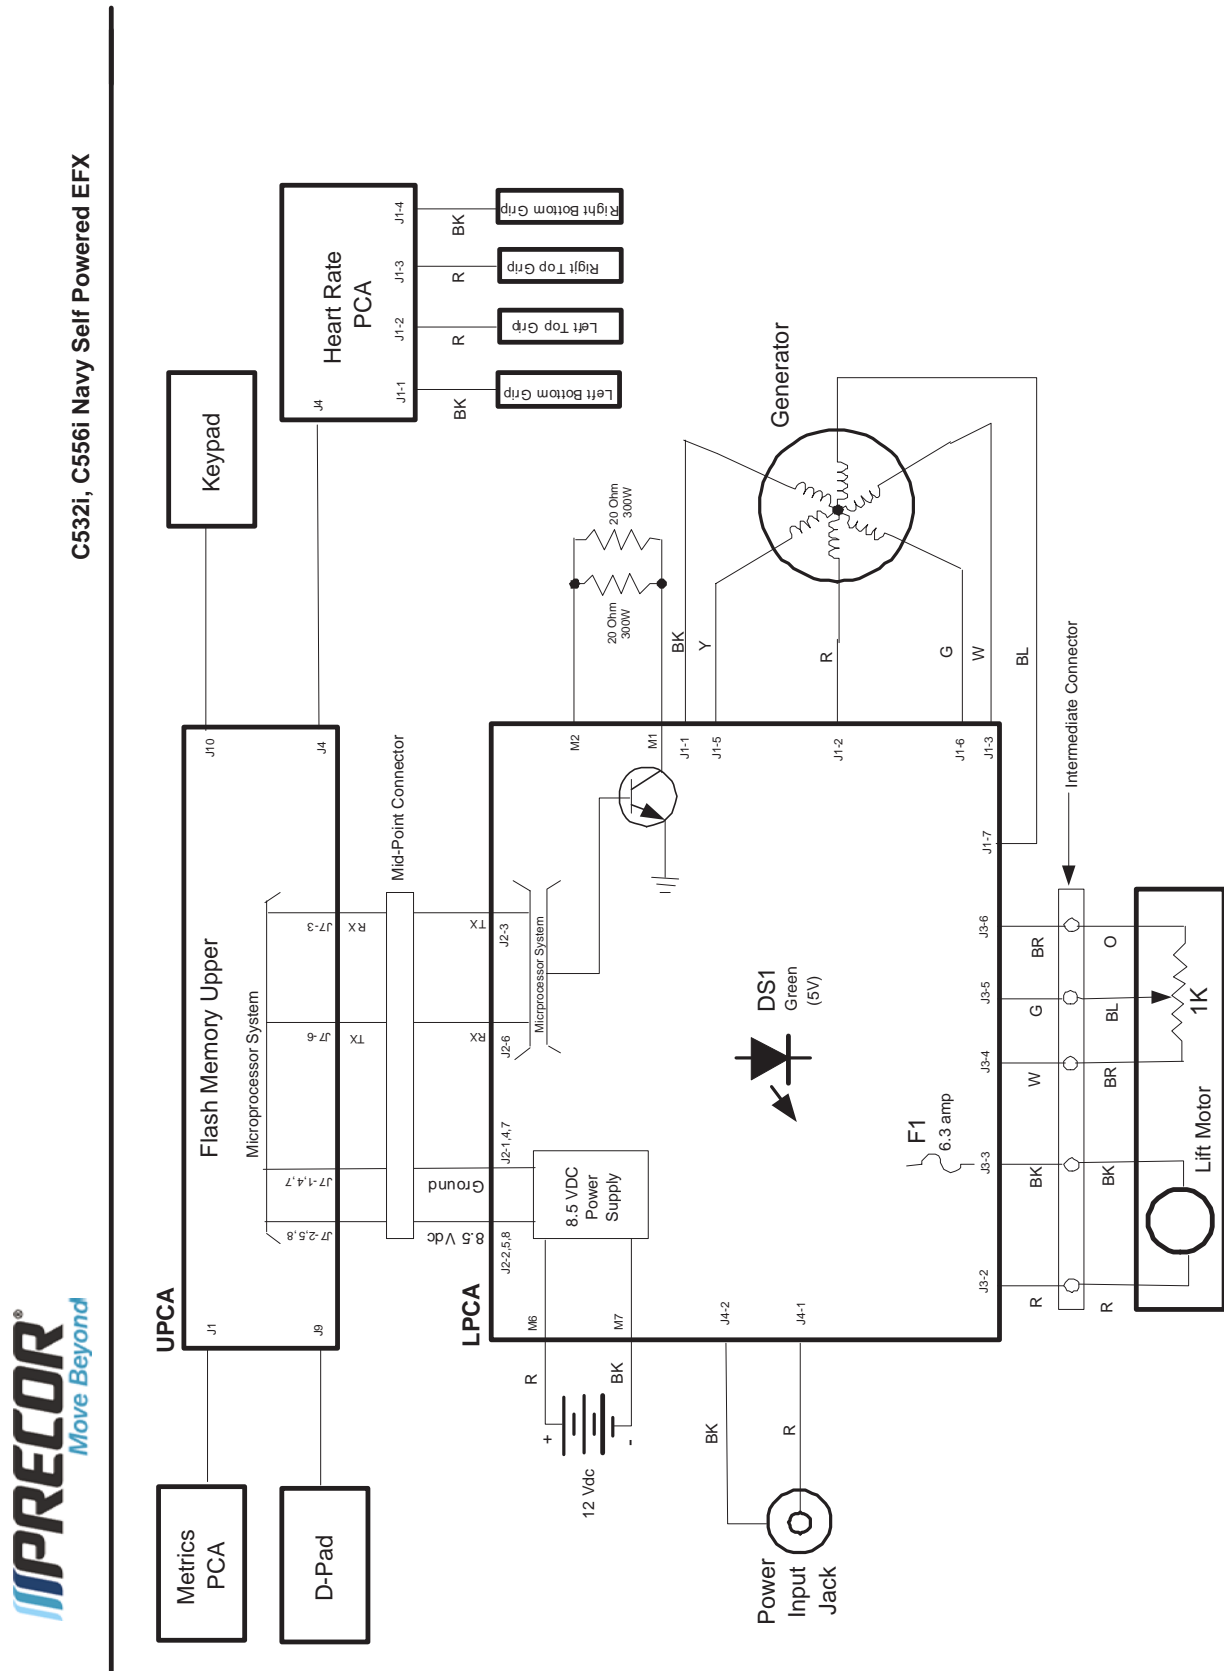 PRECOR®
Move Beyond
C532i, C556i Navy Self Powered EFX
Metrics
PCA
D-Pad
UPCA
J1
J9
Flash Memory Upper
Microprocessor System
J10
J4
J7-2,5,8
J7-1,4,7
J7-6
J7-3
TX
RX
Keypad
Heart Rate
PCA
J4
J1-1
J1-2
J1-3
J1-4
BK
R
R
BK
Left Bottom Grip
Left Top Grip
Rigjt Top Grip
Right Bottom Grip
Mid-Point Connector
8.5 Vdc
Ground
RX
TX
LPCA
J2-2,5,8
J2-1,4,7
J2-6
J2-3
Micrprocessor System
8.5 VDC
Power
Supply
M6
M7
R
BK
+
-
12 Vdc
J4-2
J4-1
BK
R
Power
Input
Jack
DS1
Green
(5V)
F1
6.3 amp
M2
M1
20 Ohm
300W
20 Ohm
300W
J1-1
J1-5
J1-2
J1-6
J1-3
J1-7
BK
Y
R
G
W
BL
Generator
J3-2
J3-3
J3-4
J3-5
J3-6
R
BK
W
G
BR
Intermediate Connector
R
BK
BR
BL
O
1K
Lift Motor